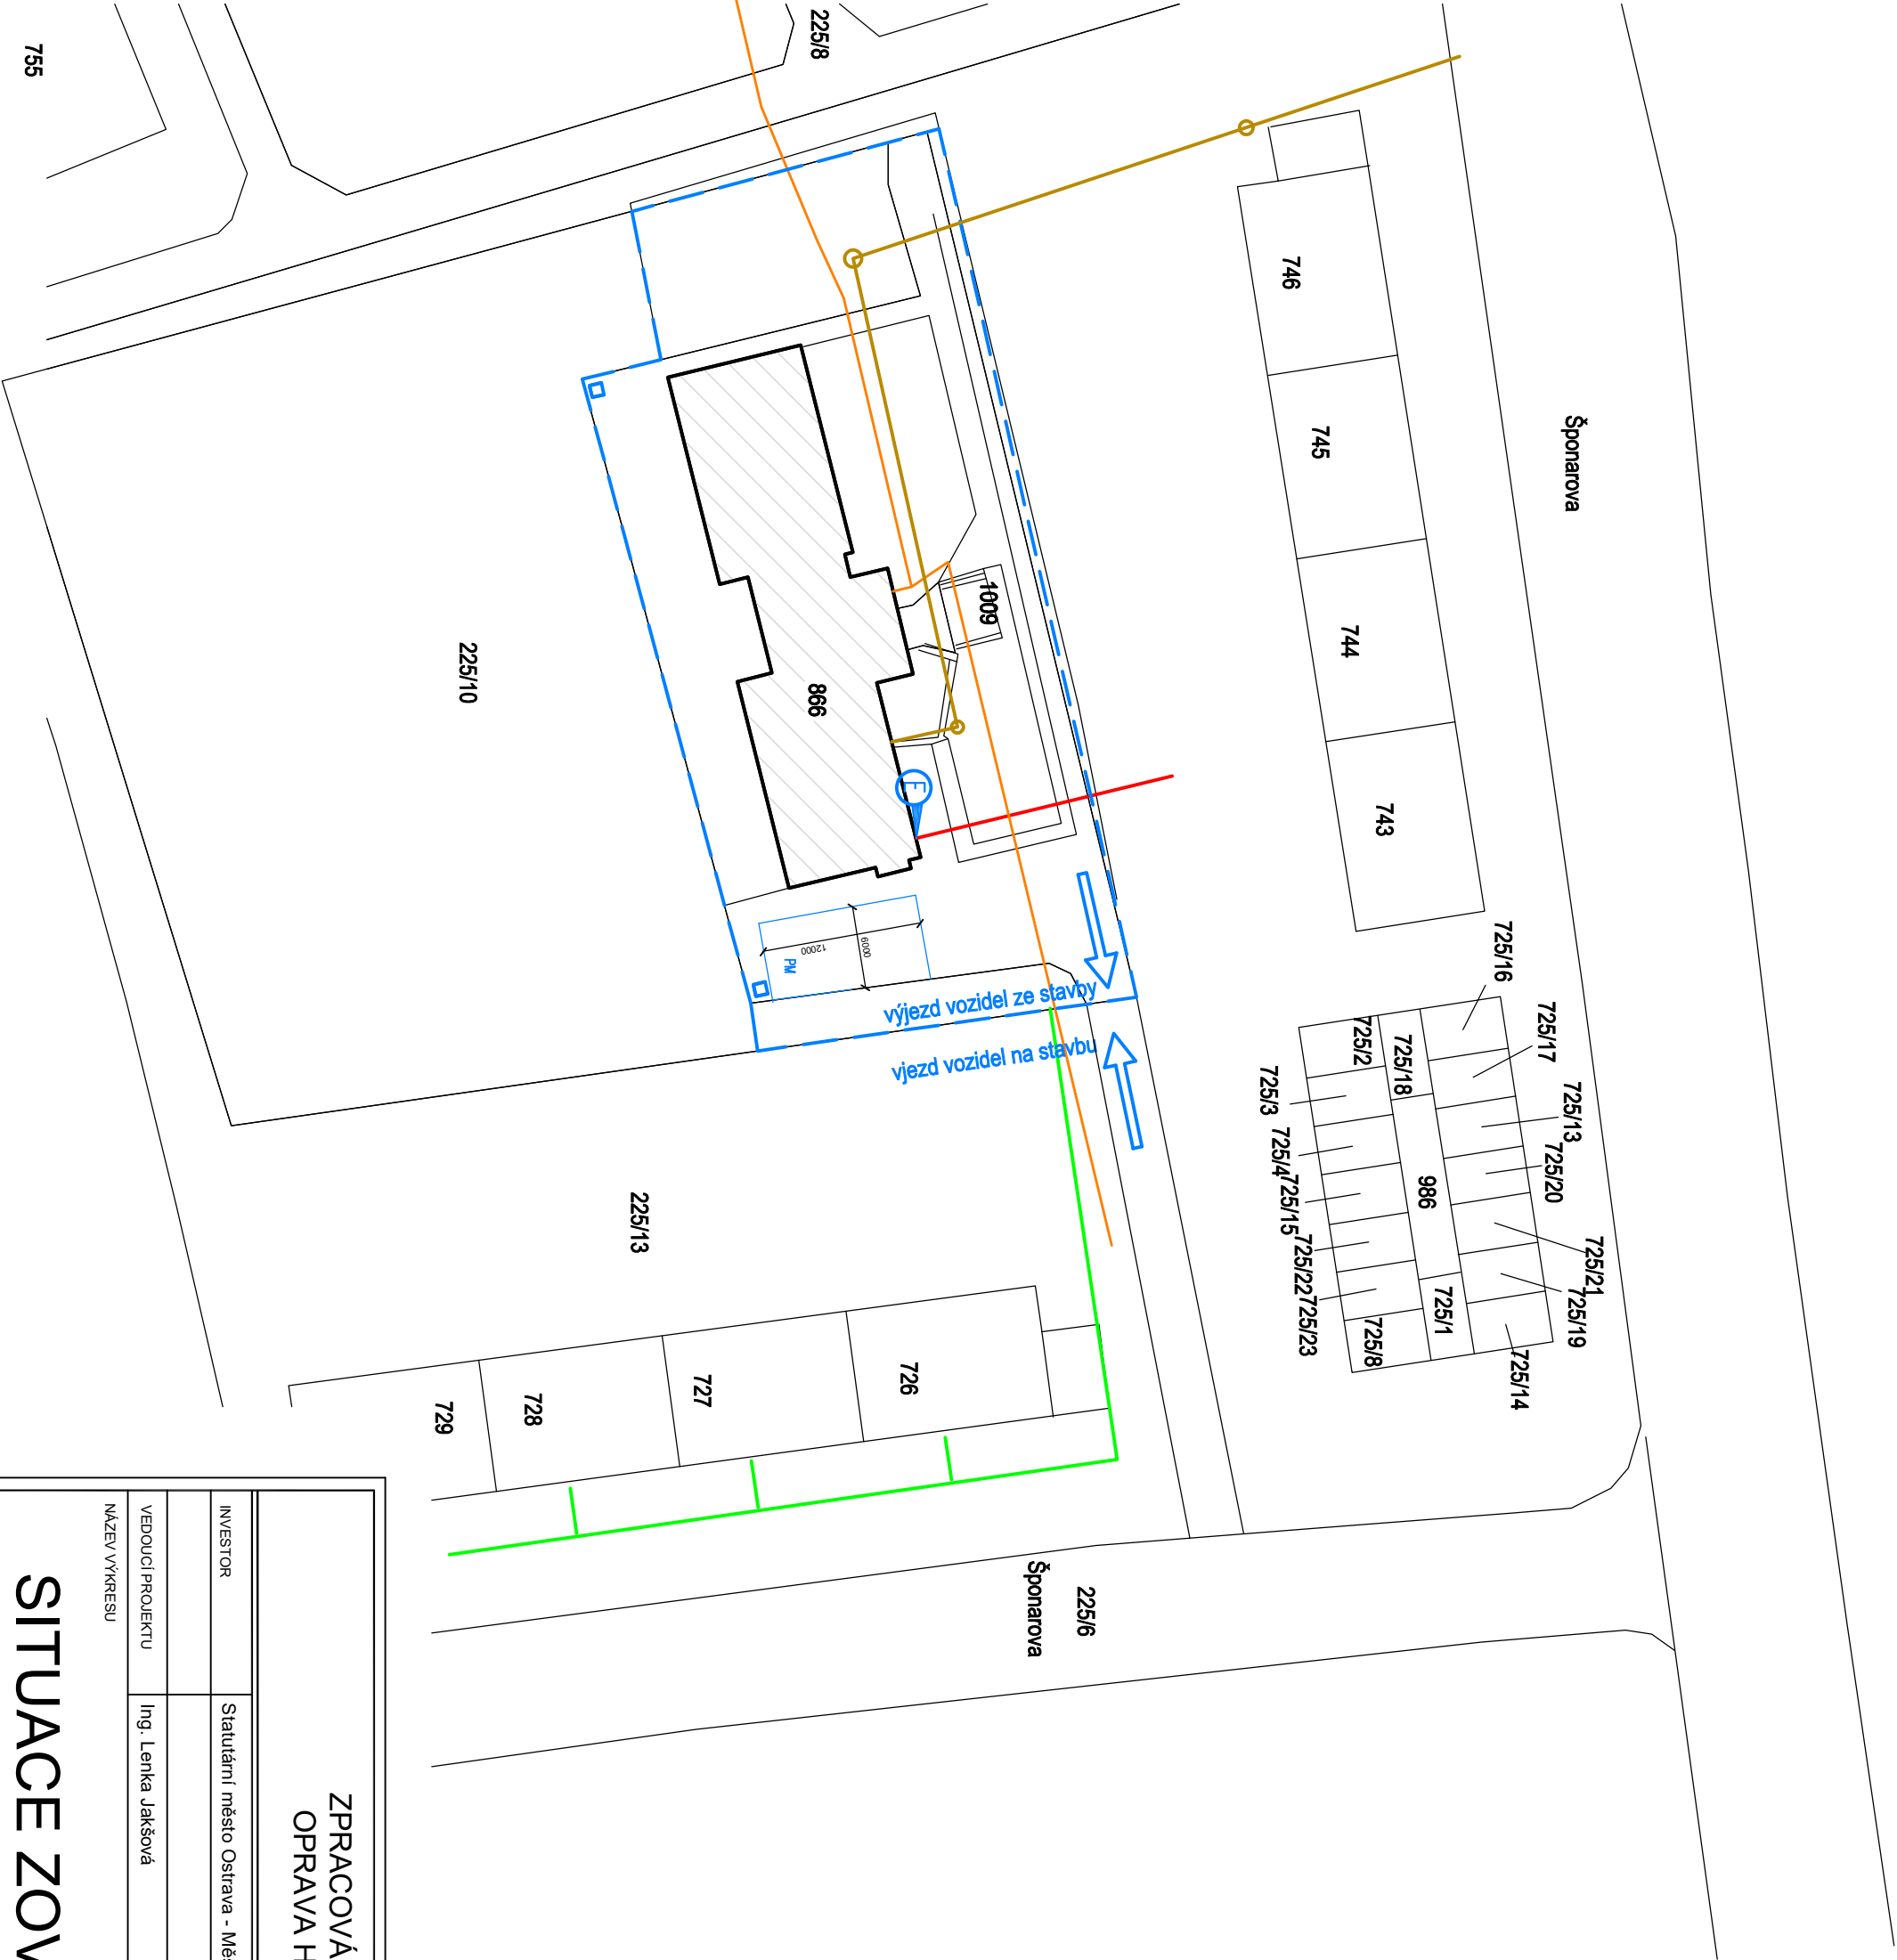 755
225/8
Šponarova
746
745
744
743
1009
866
225/10
E
12000
6000
PM
výjezd vozidel ze stavby
vjezd vozidel na stavbu
725/16
725/17
725/13
725/20
725/21
725/19
725/14
725/2
725/18
986
725/1
725/8
725/3
725/4
725/15
725/22
725/23
225/13
726
727
728
729
225/6
Šponarova
ZPRACOVÁ
OPRAVA H
INVESTOR
Statutární město Ostrava - Měs
VEDOUCÍ PROJEKTU
Ing. Lenka Jakšová
NÁZEV VÝKRESU
SITUACE ZOV